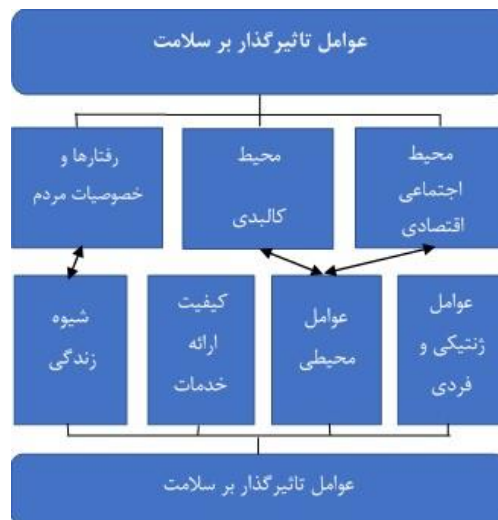 عوامل تاثیرگذار بر سلامت
محیط
اجتماعی
اقتصادی
محیط
کالبدی
رفتارها و
خصوصیات مردم
عوامل
ژنتیکی و
فردی
عوامل
محیطی
کیفیت
ارائه
خدمات
شیوه
زندگی
عوامل تاثیرگذار بر سلامت